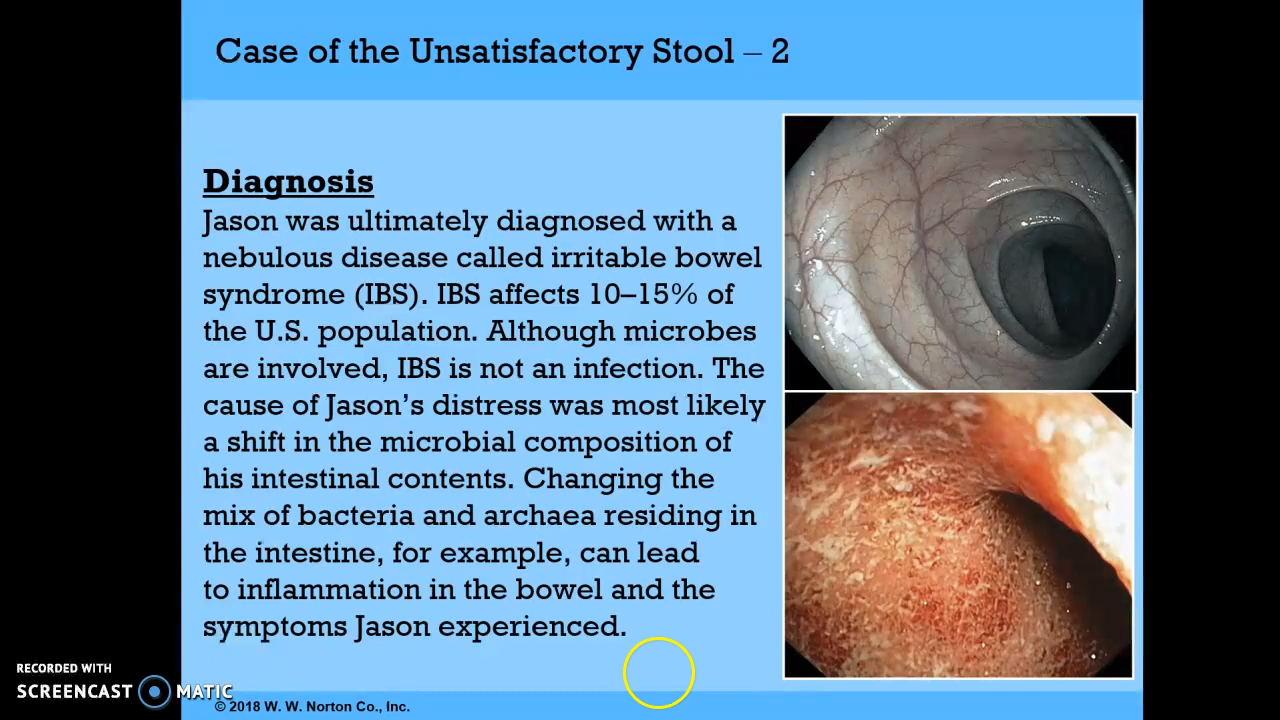 Case of the Unsatisfactory Stool – 2
Diagnosis
Jason was ultimately diagnosed with a
nebulous disease called irritable bowel
syndrome (IBS). IBS affects 10–15% of
the U.S. population. Although microbes
are involved, IBS is not an infection. The
cause of Jason’s distress was most likely
a shift in the microbial composition of
his intestinal contents. Changing the
mix of bacteria and archaea residing in
the intestine, for example, can lead
to inflammation in the bowel and the
symptoms Jason experienced.
RECORDED WITH
SCREENCAST MATIC
© 2018 W. W. Norton Co., Inc.